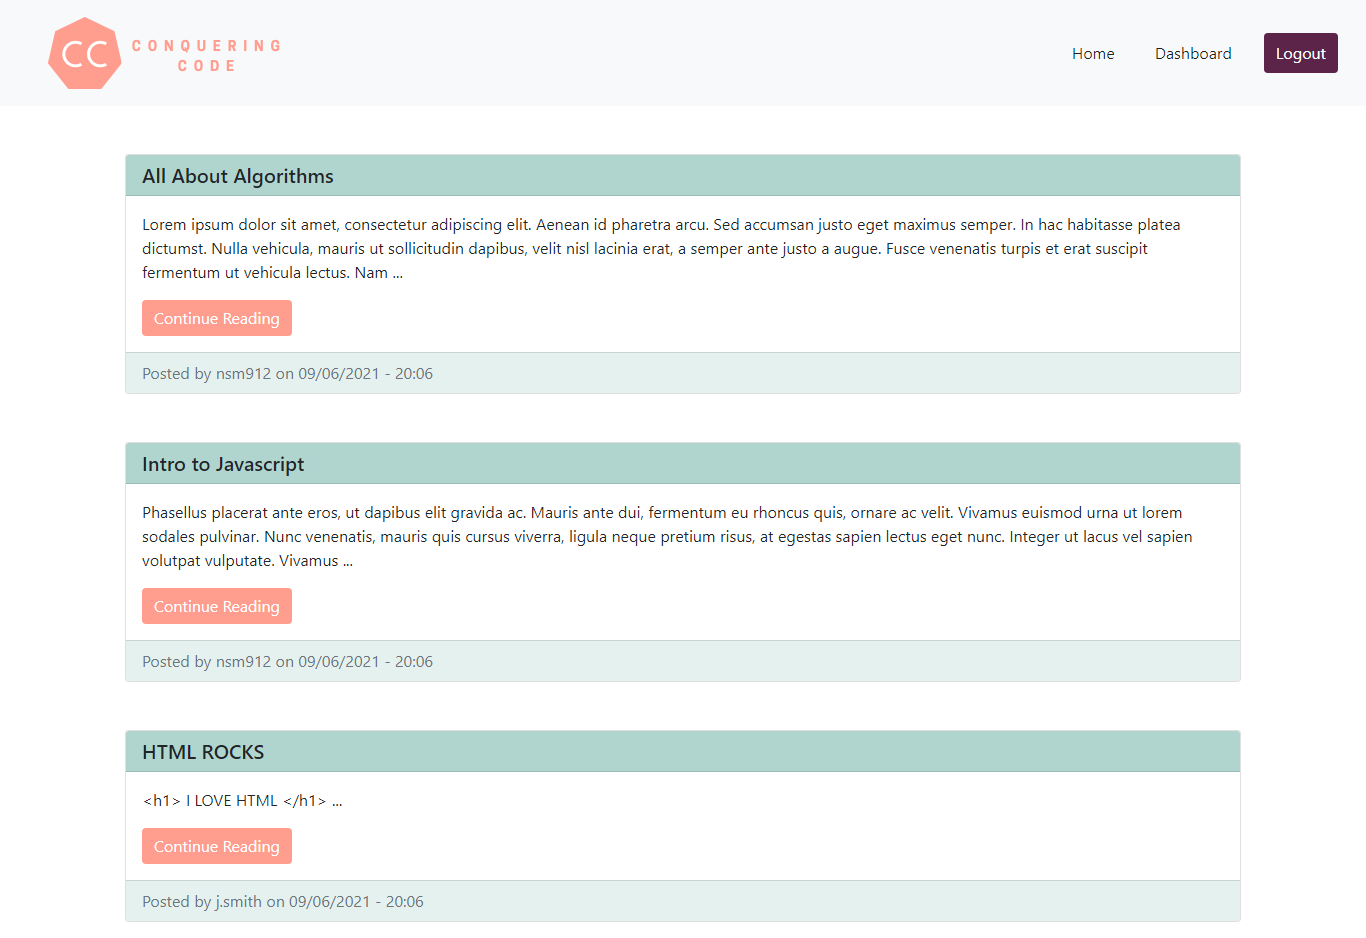 CC
CONQUERING
CODE
Home
Dashboard
Logout
All About Algorithms
Lorem ipsum dolor sit amet, consectetur adipiscing elit. Aenean id pharetra arcu. Sed accumsan justo eget maximus semper. In hac habitasse platea
dictumst. Nulla vehicula, mauris ut sollicitudin dapibus, velit nisl lacinia erat, a semper ante justo a augue. Fusce venenatis turpis et erat suscipit
fermentum ut vehicula lectus. Nam ...
Continue Reading
Posted by nsm912 on 09/06/2021 - 20:06
Intro to Javascript
Phasellus placerat ante eros, ut dapibus elit gravida ac. Mauris ante dui, fermentum eu rhoncus quis, ornare ac velit. Vivamus euismod urna ut lorem
sodales pulvinar. Nunc venenatis, mauris quis cursus viverra, ligula neque pretium risus, at egestas sapien lectus eget nunc. Integer ut lacus vel sapien
volutpat vulputate. Vivamus ...
Continue Reading
Posted by nsm912 on 09/06/2021 - 20:06
HTML ROCKS
<h1> I LOVE HTML </h1> ...
Continue Reading
Posted by j.smith on 09/06/2021 - 20:06